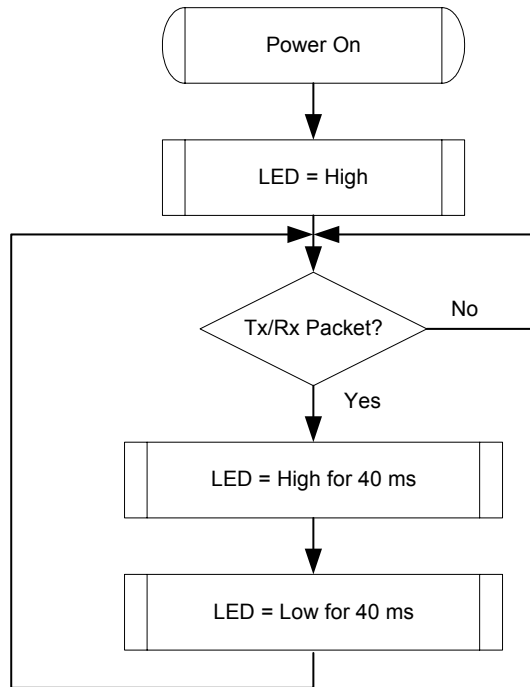 Power On
LED = High
Tx/Rx Packet?
No
Yes
LED = High for 40 ms
LED = Low for 40 ms